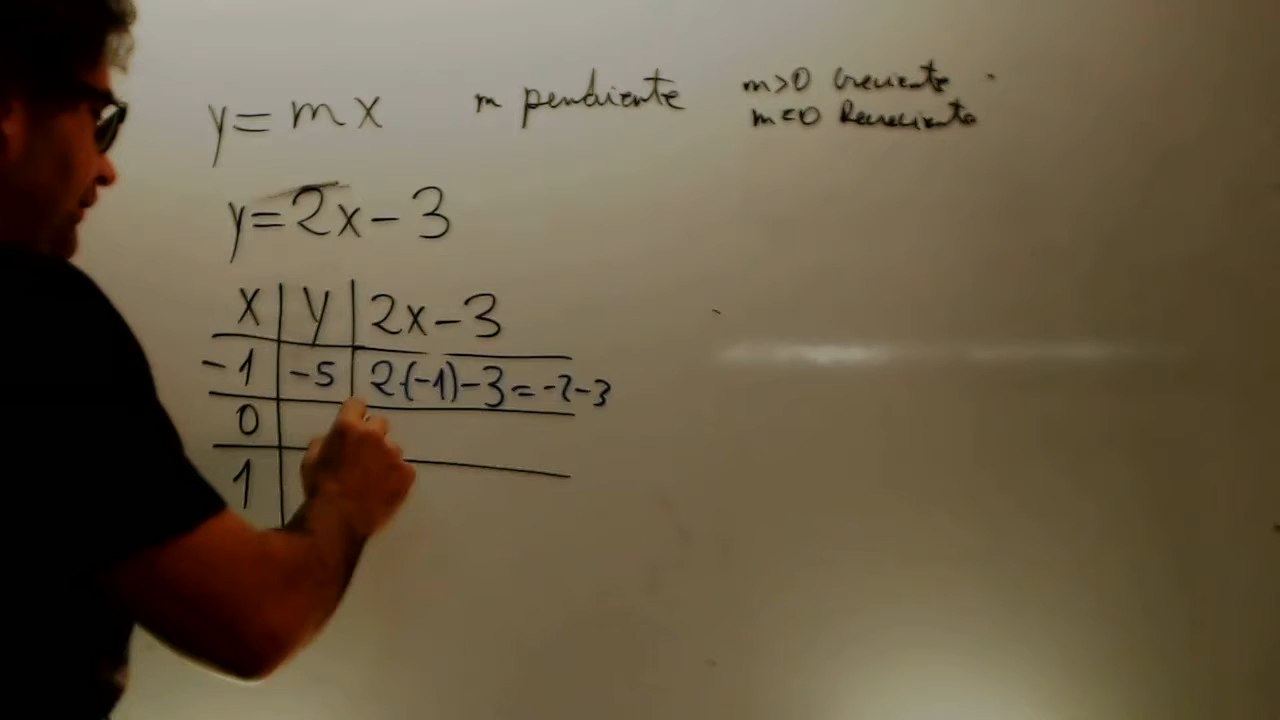 y = mx m pendiente m>0 Creciente
m<0 Decreciente
y = 2x - 3
x y 2x - 3
-1 -5 2·(-1)-3 = -2-3
0
1